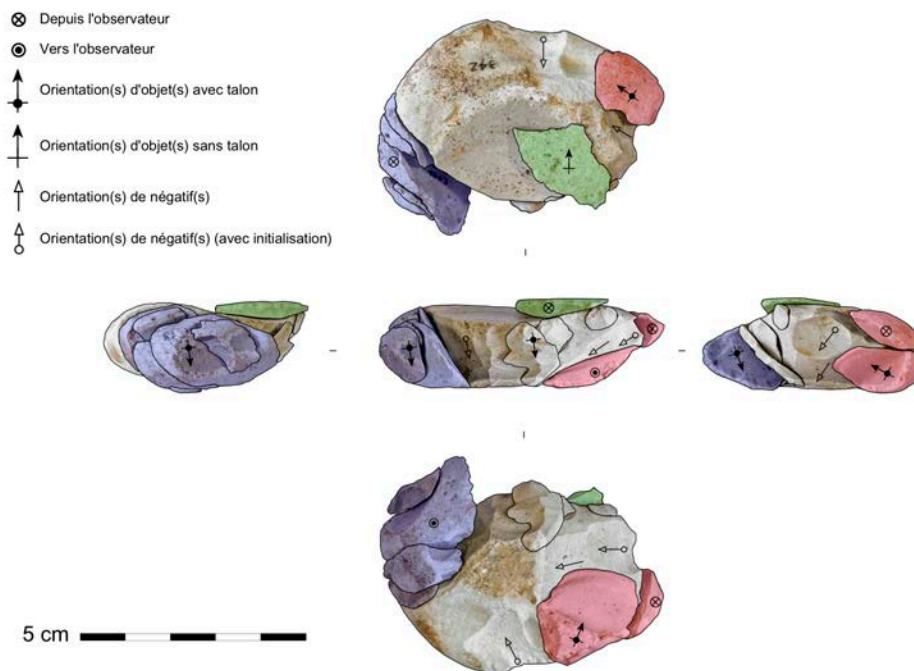 Depuis l'observateur
Vers l'observateur
Orientation(s) d'objet(s) avec talon
Orientation(s) d'objet(s) sans talon
Orientation(s) de négatif(s)
Orientation(s) de négatif(s) (avec initialisation)
342
5 cm